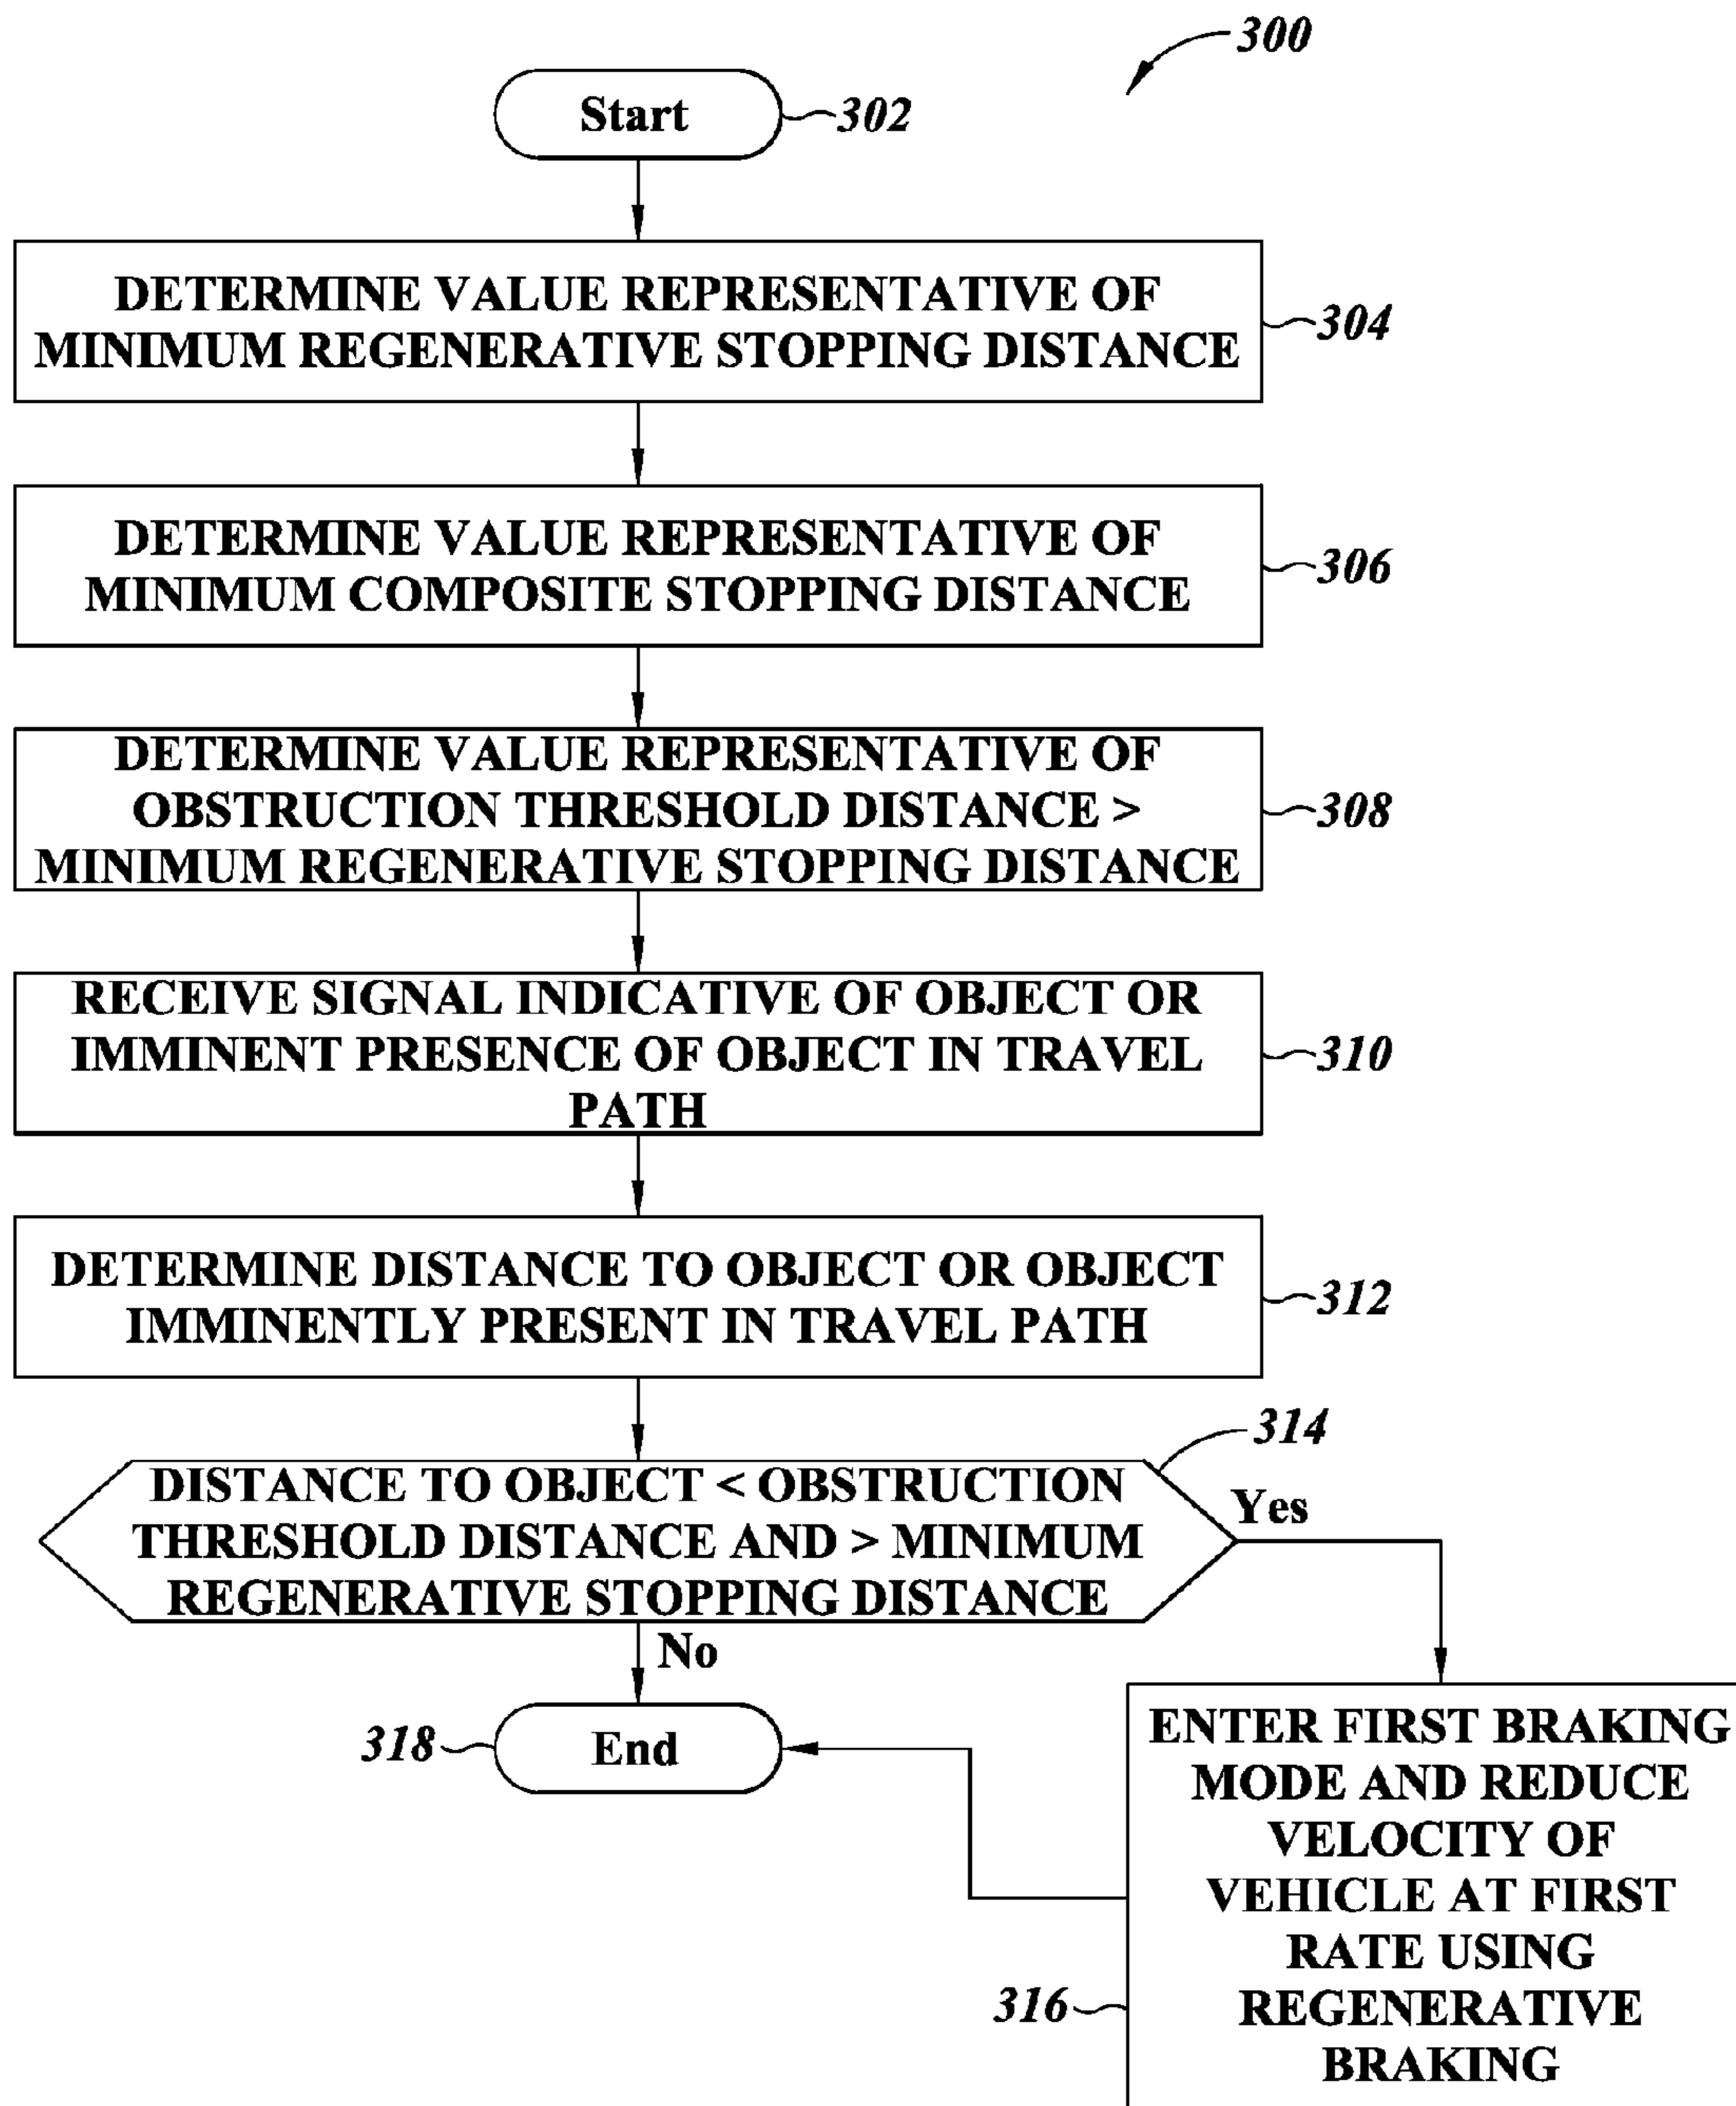 300
Start
302
DETERMINE VALUE REPRESENTATIVE OF
MINIMUM REGENERATIVE STOPPING DISTANCE
304
DETERMINE VALUE REPRESENTATIVE OF
MINIMUM COMPOSITE STOPPING DISTANCE
306
DETERMINE VALUE REPRESENTATIVE OF
OBSTRUCTION THRESHOLD DISTANCE >
MINIMUM REGENERATIVE STOPPING DISTANCE
308
RECEIVE SIGNAL INDICATIVE OF OBJECT OR
IMMINENT PRESENCE OF OBJECT IN TRAVEL
PATH
310
DETERMINE DISTANCE TO OBJECT OR OBJECT
IMMINENTLY PRESENT IN TRAVEL PATH
312
314
DISTANCE TO OBJECT < OBSTRUCTION
THRESHOLD DISTANCE AND > MINIMUM
REGENERATIVE STOPPING DISTANCE
Yes
No
318
End
ENTER FIRST BRAKING
MODE AND REDUCE
VELOCITY OF
VEHICLE AT FIRST
RATE USING
REGENERATIVE
BRAKING
316